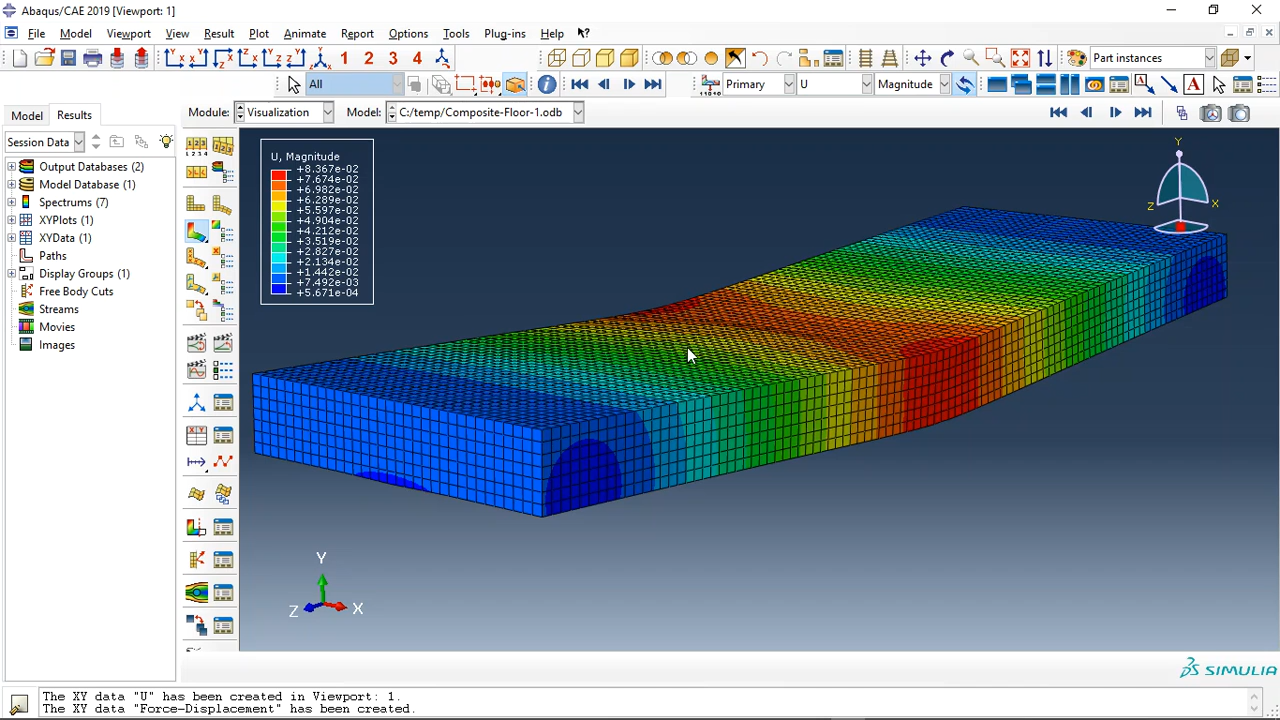 Abaqus/CAE 2019 [Viewport: 1]
File Model Viewport View Result Plot Animate Report Options Tools Plug-ins Help
1 2 3 4 Part instances
All Primary U Magnitude
Model Results Module: Visualization Model: C:/temp/Composite-Floor-1.odb
Session Data
Output Databases (2)
Model Database (1)
Spectrums (7)
XYPlots (1)
XYData (1)
Paths
Display Groups (1)
Free Body Cuts
Streams
Movies
Images
U, Magnitude
+8.367e-02
+7.674e-02
+6.982e-02
+6.289e-02
+5.597e-02
+4.904e-02
+4.212e-02
+3.519e-02
+2.827e-02
+2.134e-02
+1.442e-02
+7.492e-03
+5.671e-04
Y
Z X
Y
Z X
SIMULIA
The XY data "U" has been created in Viewport: 1.
The XY data "Force-Displacement" has been created.